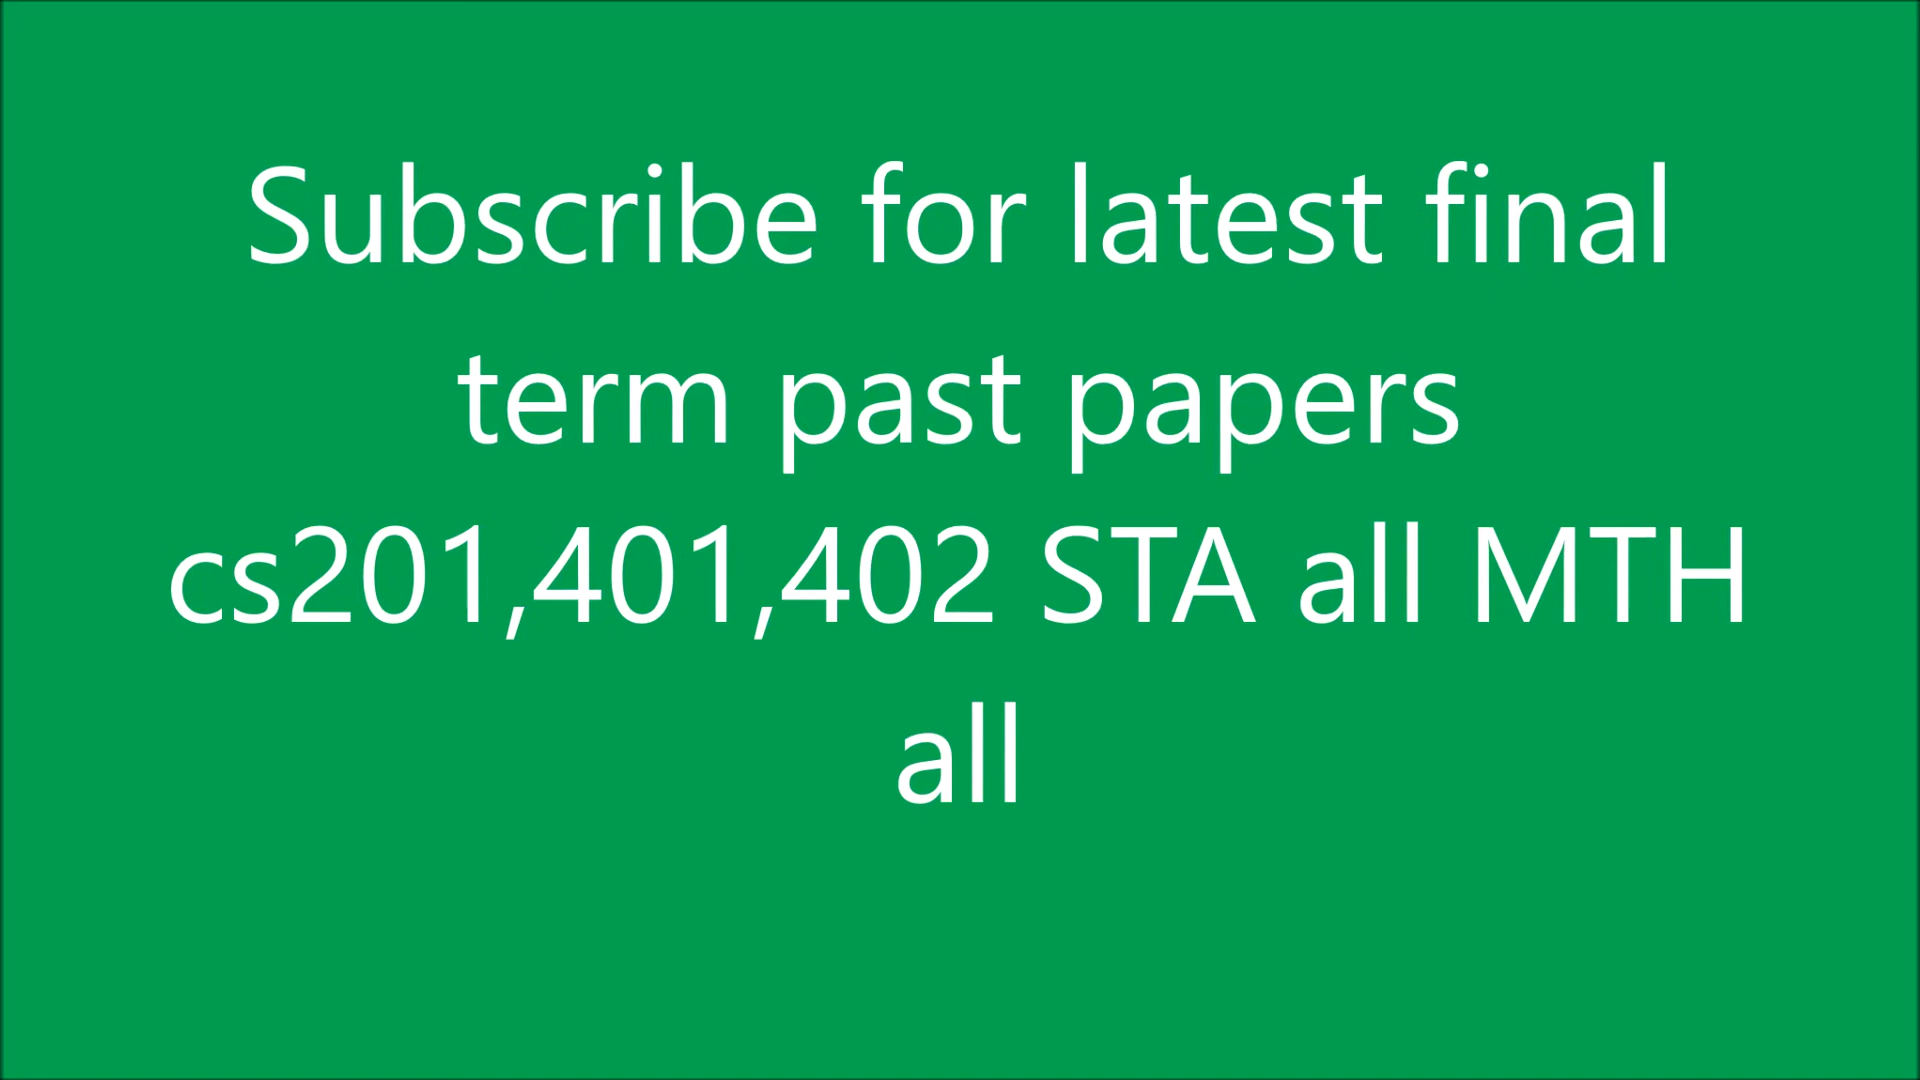 Subscribe for latest final
term past papers
cs201,401,402 STA all MTH
all